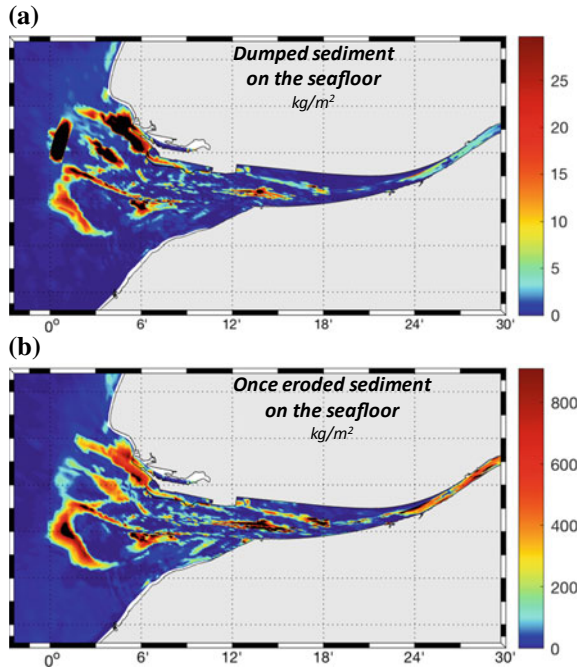 (a)
Dumped sediment
on the seafloor
kg/m²
25
20
15
10
5
0
0° 6' 12' 18' 24' 30'
(b)
Once eroded sediment
on the seafloor
kg/m²
800
600
400
200
0
0° 6' 12' 18' 24' 30'